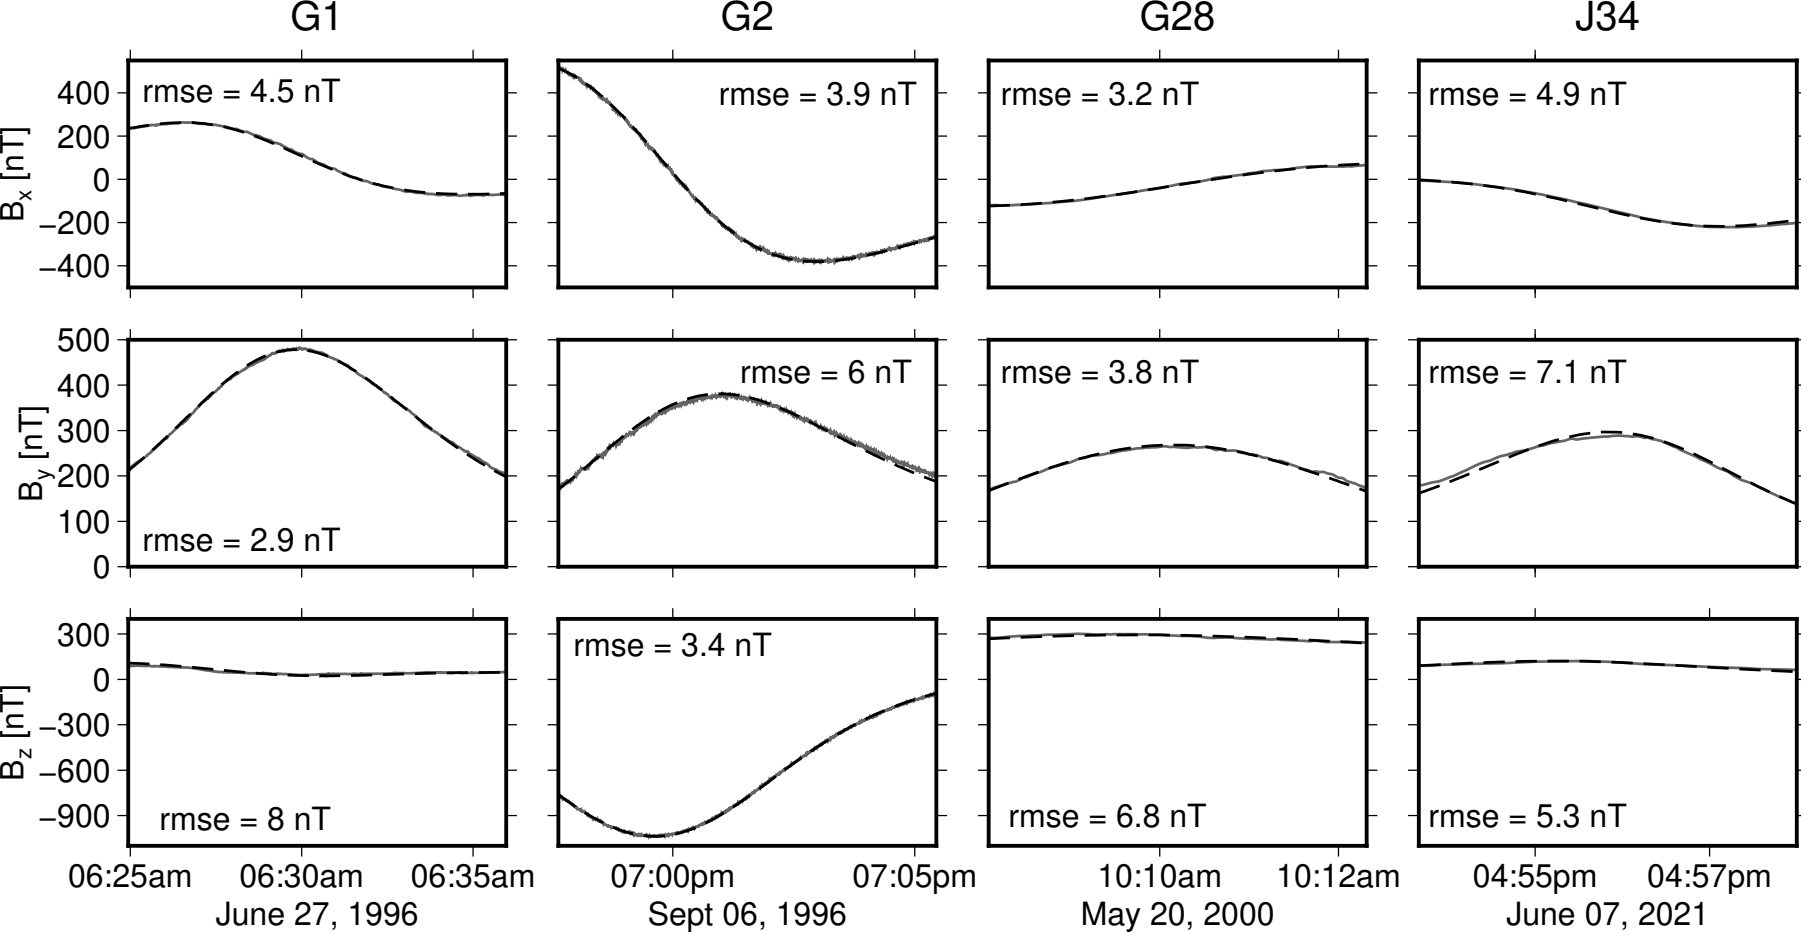 G1 G2 G28 J34
400
200
0
−200
−400
Bx [nT]
rmse = 4.5 nT
rmse = 3.9 nT
rmse = 3.2 nT
rmse = 4.9 nT
500
400
300
200
100
0
By [nT]
rmse = 2.9 nT
rmse = 6 nT
rmse = 3.8 nT
rmse = 7.1 nT
300
0
−300
−600
−900
Bz [nT]
rmse = 8 nT
rmse = 3.4 nT
rmse = 6.8 nT
rmse = 5.3 nT
06:25am 06:30am 06:35am 07:00pm 07:05pm 10:10am 10:12am 04:55pm 04:57pm
June 27, 1996 Sept 06, 1996 May 20, 2000 June 07, 2021